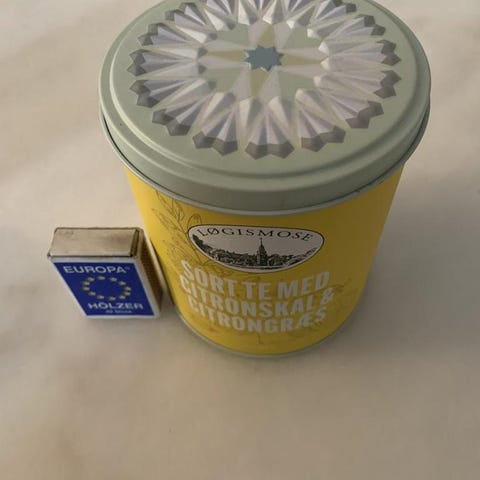 LØGISMOSE
SORT TE MED
CITRONSKAL &
CITRONGRÆS
EUROPA
HÖLZER